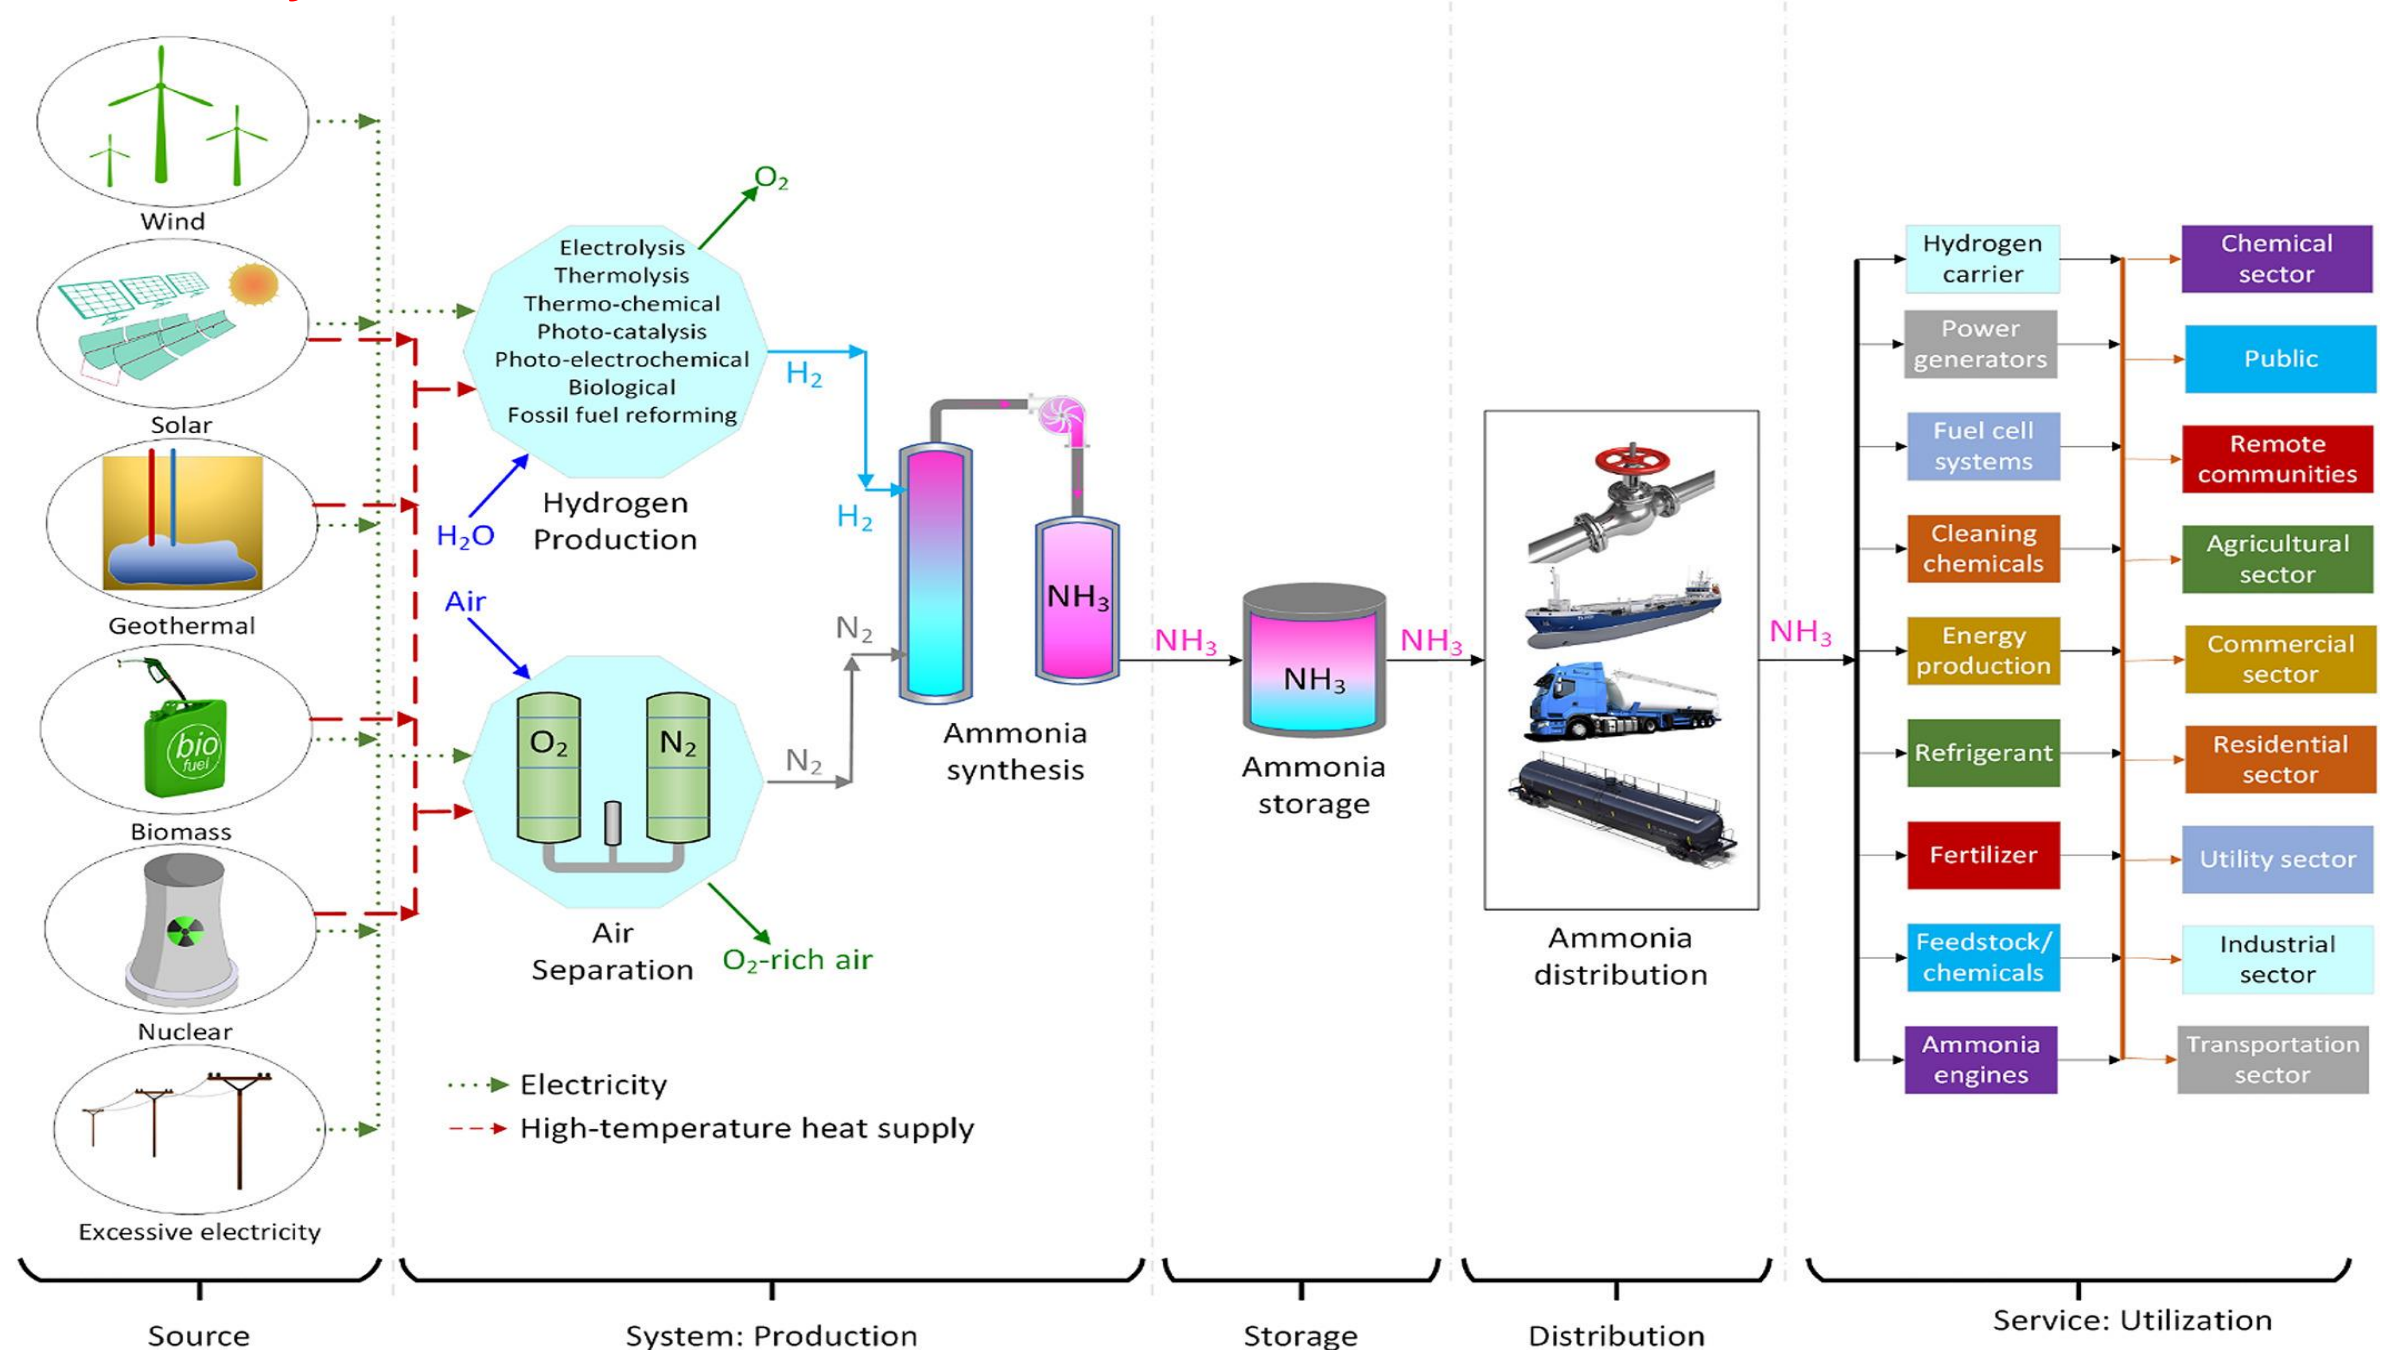 Wind
Solar
Geothermal
bio
fuel
Biomass
Nuclear
Excessive electricity
Source
O₂
Electrolysis
Thermolysis
Thermo-chemical
Photo-catalysis
Photo-electrochemical
Biological
Fossil fuel reforming
H₂O
Hydrogen
Production
H₂
H₂
Air
O₂
N₂
N₂
N₂
Air
Separation
O₂-rich air
NH₃
Ammonia
synthesis
Electricity
High-temperature heat supply
System: Production
NH₃
NH₃
Ammonia
storage
Storage
NH₃
Ammonia
distribution
Distribution
NH₃
Hydrogen
carrier
Power
generators
Fuel cell
systems
Cleaning
chemicals
Energy
production
Refrigerant
Fertilizer
Feedstock/
chemicals
Ammonia
engines
Chemical
sector
Public
Remote
communities
Agricultural
sector
Commercial
sector
Residential
sector
Utility sector
Industrial
sector
Transportation
sector
Service: Utilization